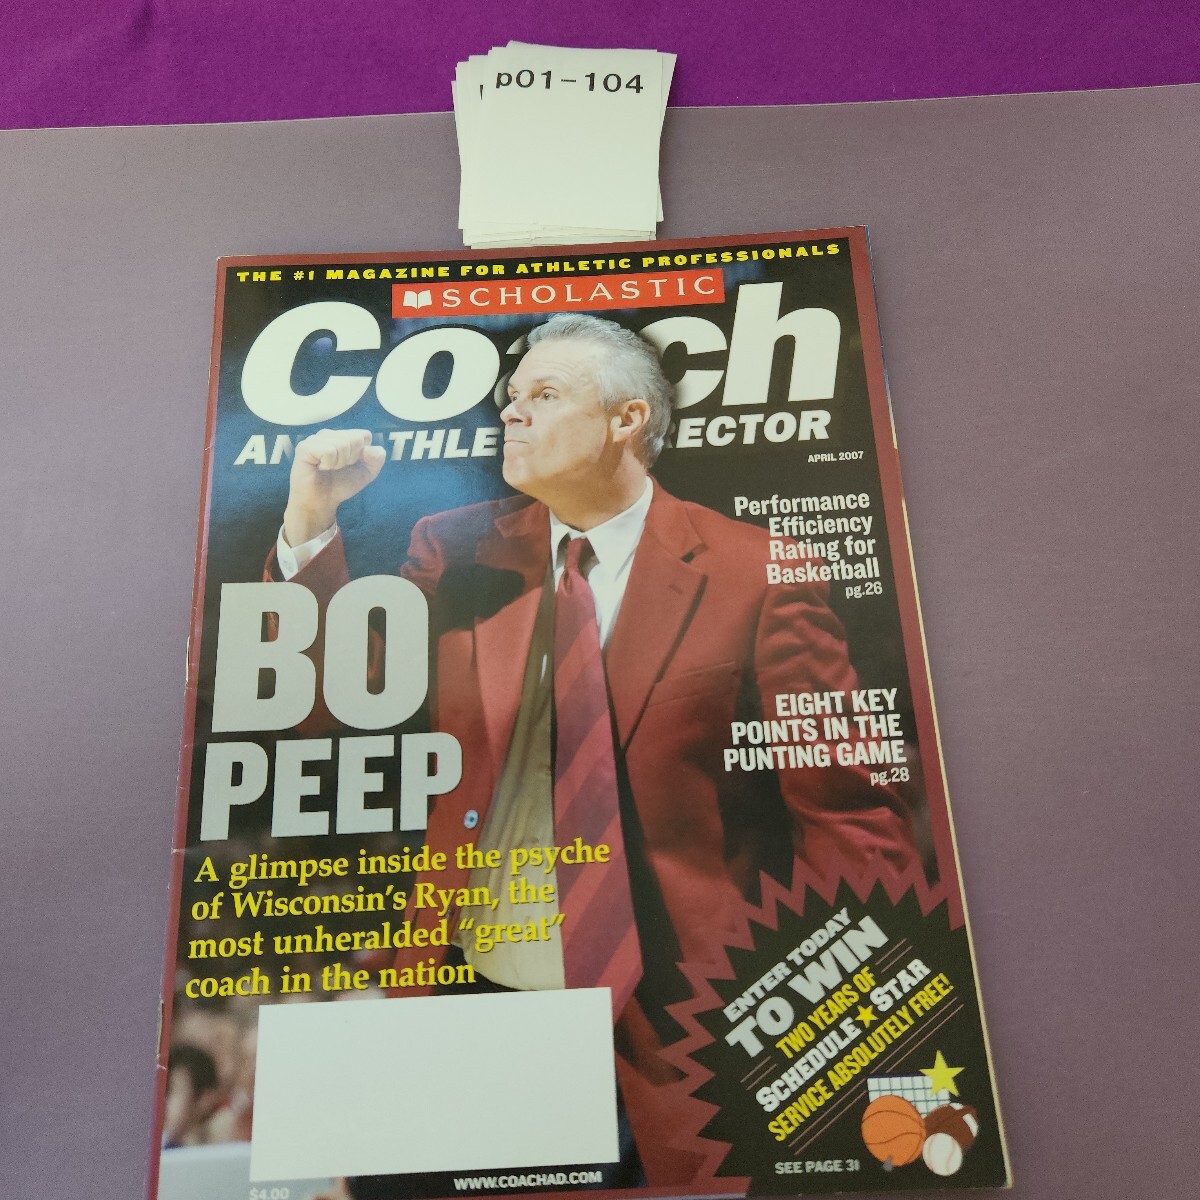 p01-104
THE #1 MAGAZINE FOR ATHLETIC PROFESSIONALS
SCHOLASTIC
Coach
AN ATHLE RECTOR
APRIL 2007
Performance
Efficiency
Rating for
Basketball
pg.26
BO
PEEP
EIGHT KEY
POINTS IN THE
PUNTING GAME
pg.28
A glimpse inside the psyche
of Wisconsin's Ryan, the
most unheralded "great"
coach in the nation
ENTER TODAY
TO WIN
TWO YEARS OF
SCHEDULE★STAR
SERVICE ABSOLUTELY FREE!
SEE PAGE 31
WWW.COACHAD.COM
$4.00